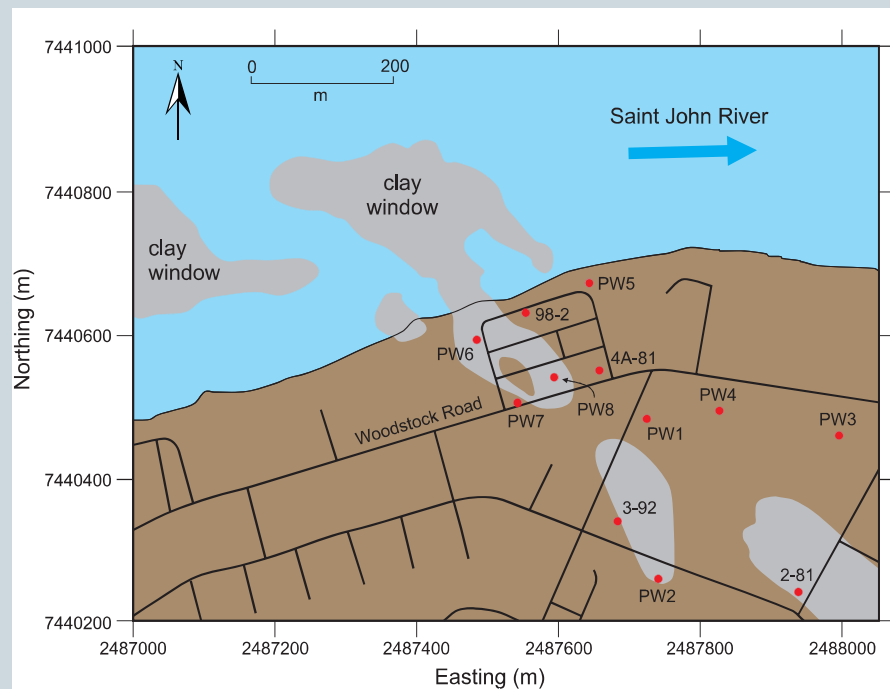 7441000
N
0
200
m
Saint John River
7440800
clay
window
clay
window
Northing (m)
PW5
98-2
7440600
PW6
4A-81
PW8
PW7
Woodstock Road
PW4
PW1
PW3
7440400
3-92
2-81
PW2
7440200
2487000
2487200
2487400
2487600
2487800
2488000
Easting (m)